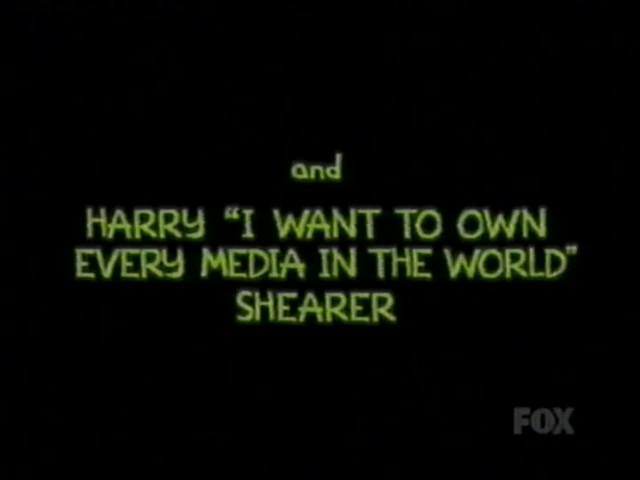 and
HARRY "I WANT TO OWN
EVERY MEDIA IN THE WORLD"
SHEARER
FOX